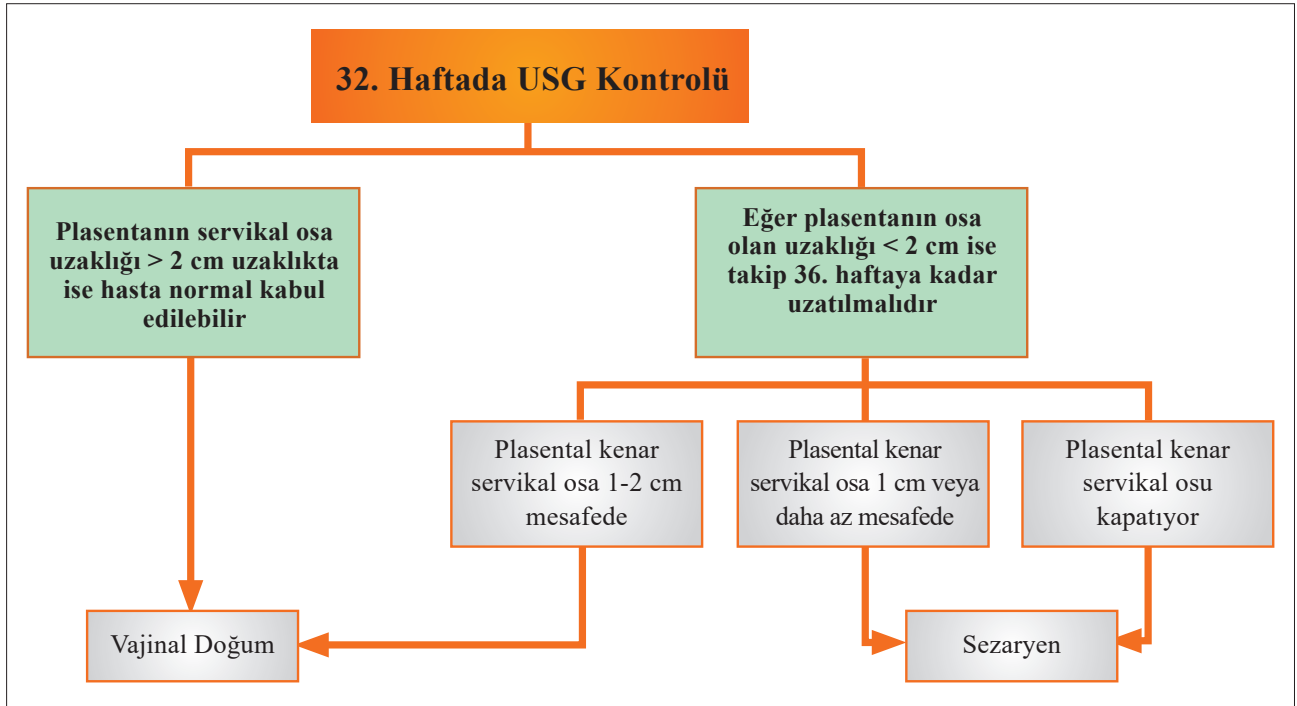 32. Haftada USG Kontrolü
Plasentanın servikal osa
uzaklığı > 2 cm uzaklıkta
ise hasta normal kabul
edilebilir
Eğer plasentanın osa
olan uzaklığı < 2 cm ise
takip 36. haftaya kadar
uzatılmalıdır
Plasental kenar
servikal osa 1-2 cm
mesafede
Plasental kenar
servikal osa 1 cm veya
daha az mesafede
Plasental kenar
servikal osu
kapatıyor
Vajinal Doğum
Sezaryen